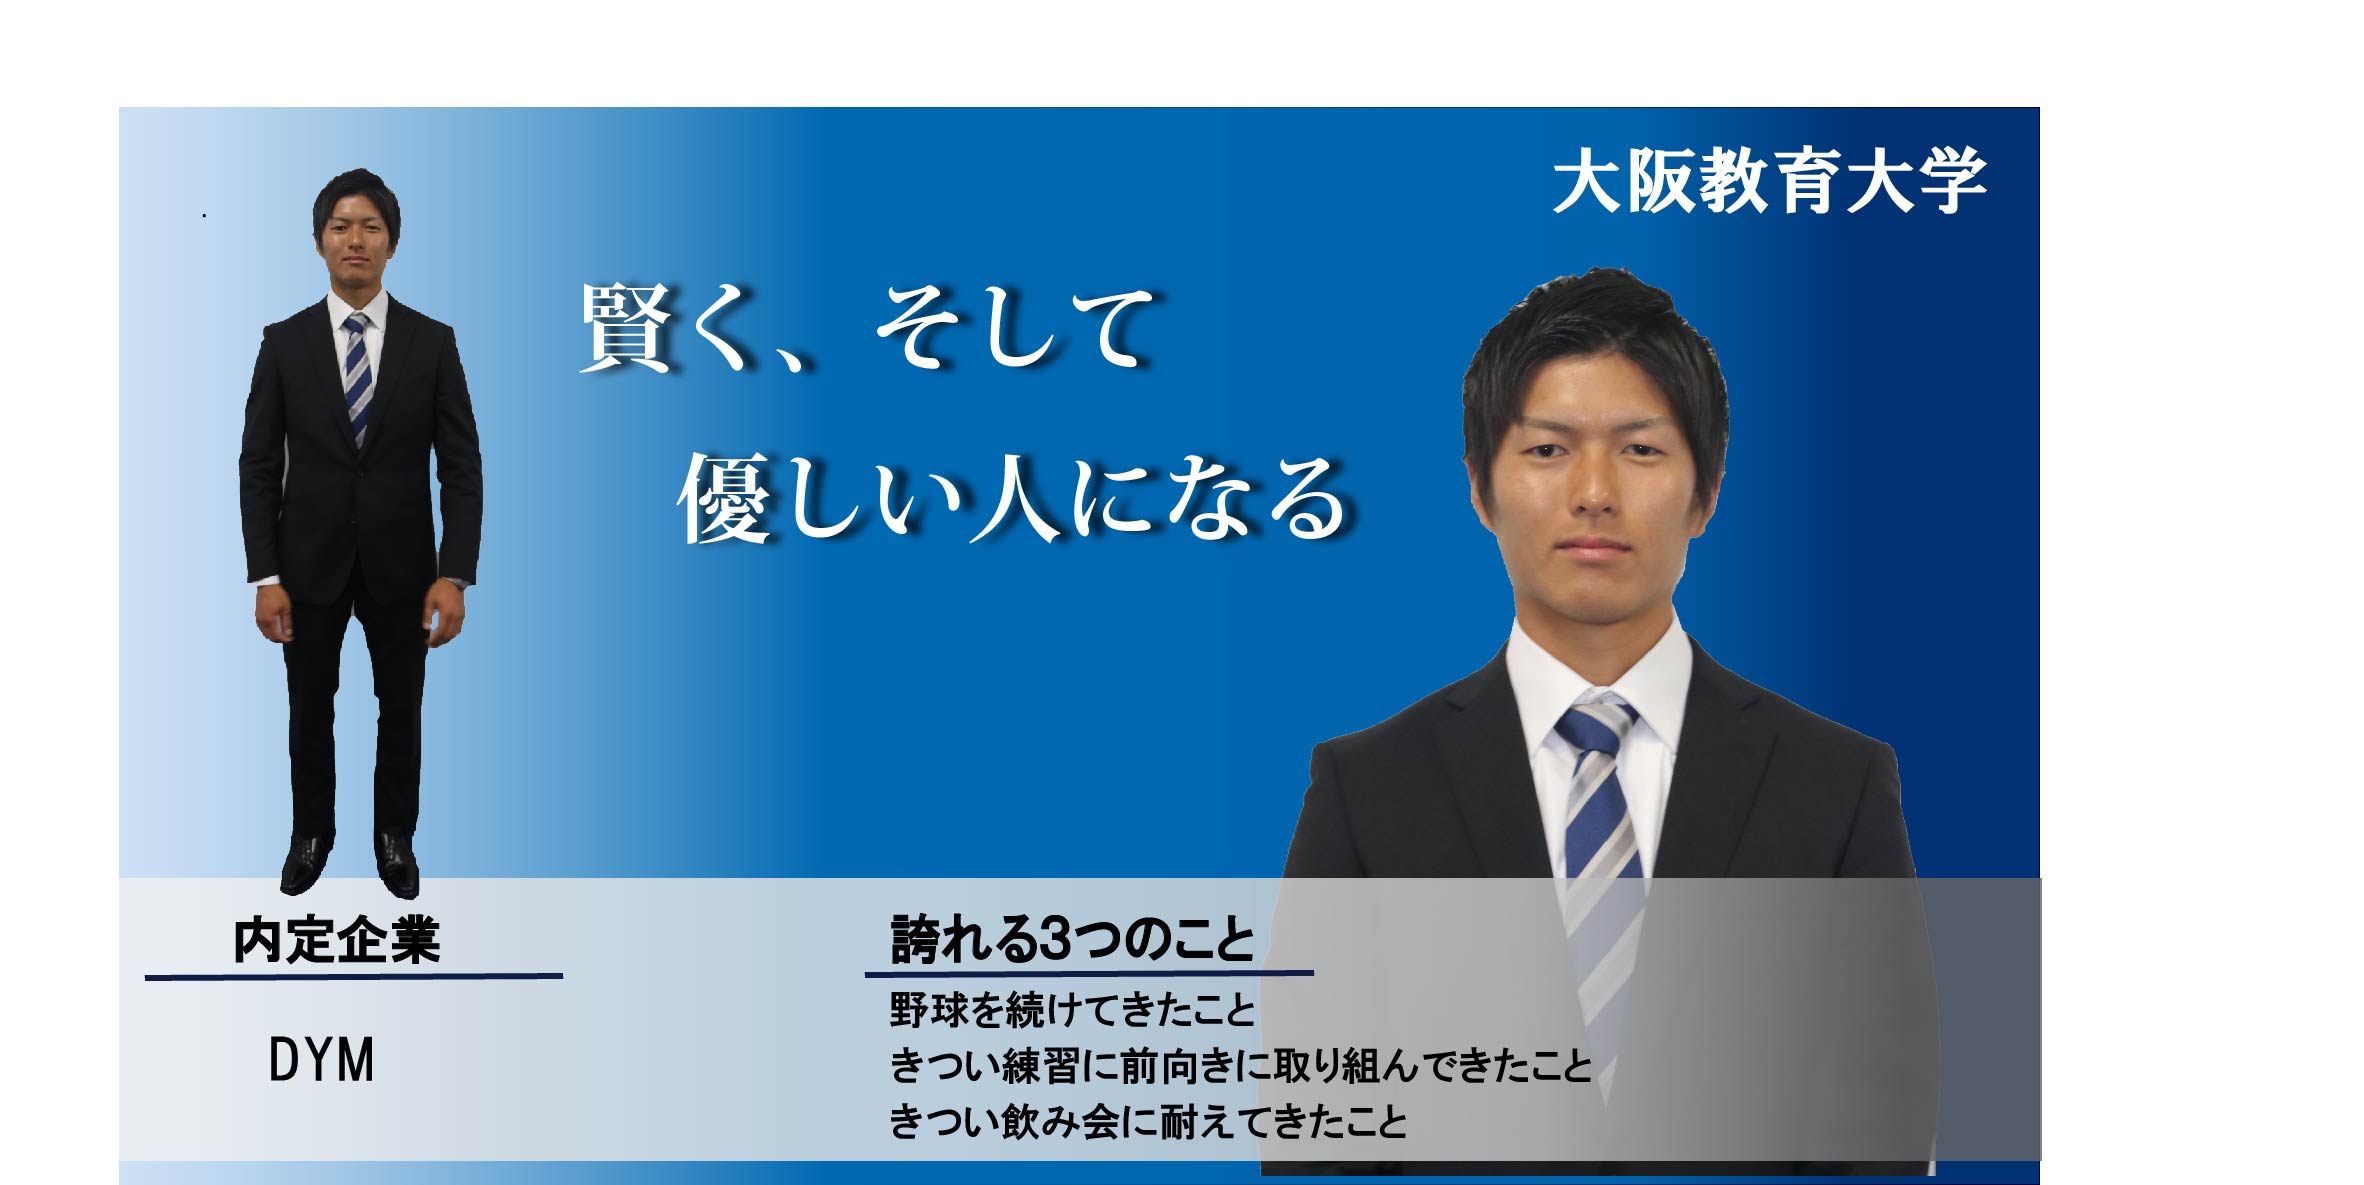 大阪教育大学
賢く、そして
優しい人になる
内定企業
DYM
誇れる3つのこと
野球を続けてきたこと
きつい練習に前向きに取り組んできたこと
きつい飲み会に耐えてきたこと